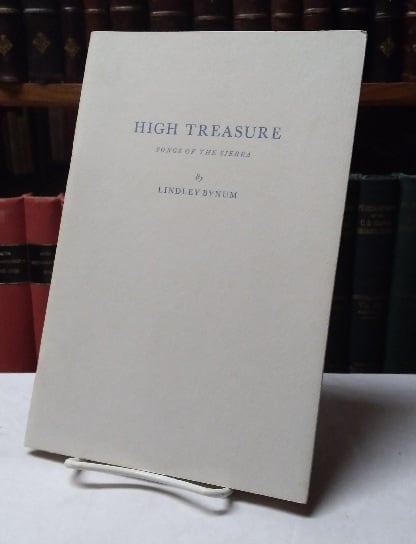 HIGH TREASURE
SONGS OF THE SIERRA
By
LINDLEY BYNUM